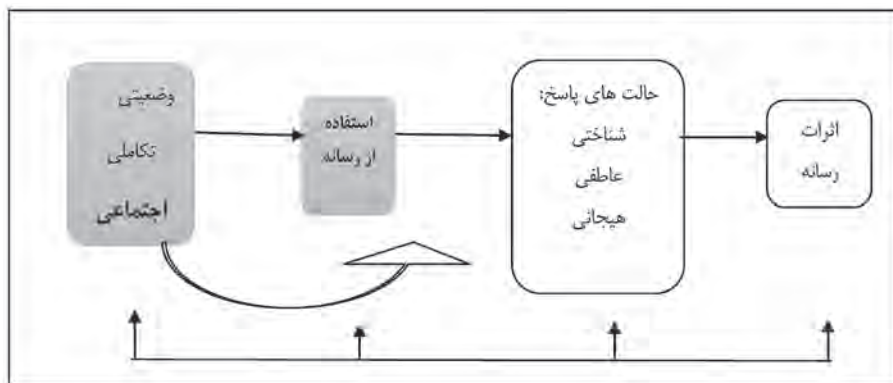 وضعیتی
تکاملی
اجتماعی
استفاده
از رسانه
حالت های پاسخ:
شناختی
عاطفی
هیجانی
اثرات
رسانه